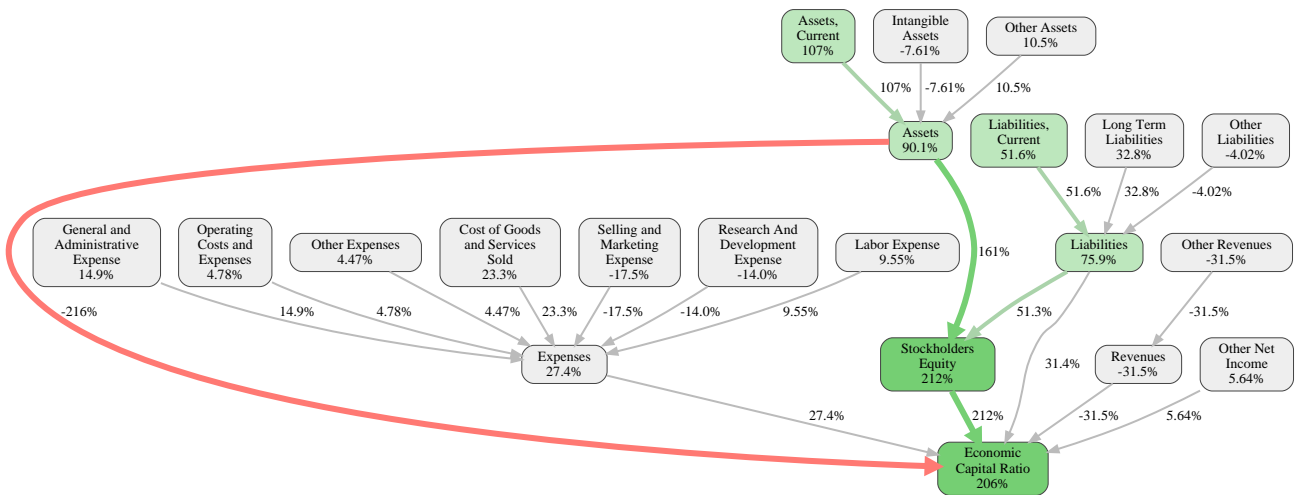 Assets,
Current
107%
Intangible
Assets
-7.61%
Other Assets
10.5%
107%
-7.61%
10.5%
Assets
90.1%
Liabilities,
Current
51.6%
Long Term
Liabilities
32.8%
Other
Liabilities
-4.02%
51.6%
32.8%
-4.02%
General and
Administrative
Expense
14.9%
Operating
Costs and
Expenses
4.78%
Other Expenses
4.47%
Cost of Goods
and Services
Sold
23.3%
Selling and
Marketing
Expense
-17.5%
Research And
Development
Expense
-14.0%
Labor Expense
9.55%
161%
Liabilities
75.9%
Other Revenues
-31.5%
-216%
14.9%
4.78%
4.47%
23.3%
-17.5%
-14.0%
9.55%
51.3%
-31.5%
Expenses
27.4%
Stockholders
Equity
212%
31.4%
Revenues
-31.5%
Other Net
Income
5.64%
27.4%
212%
-31.5%
5.64%
Economic
Capital Ratio
206%